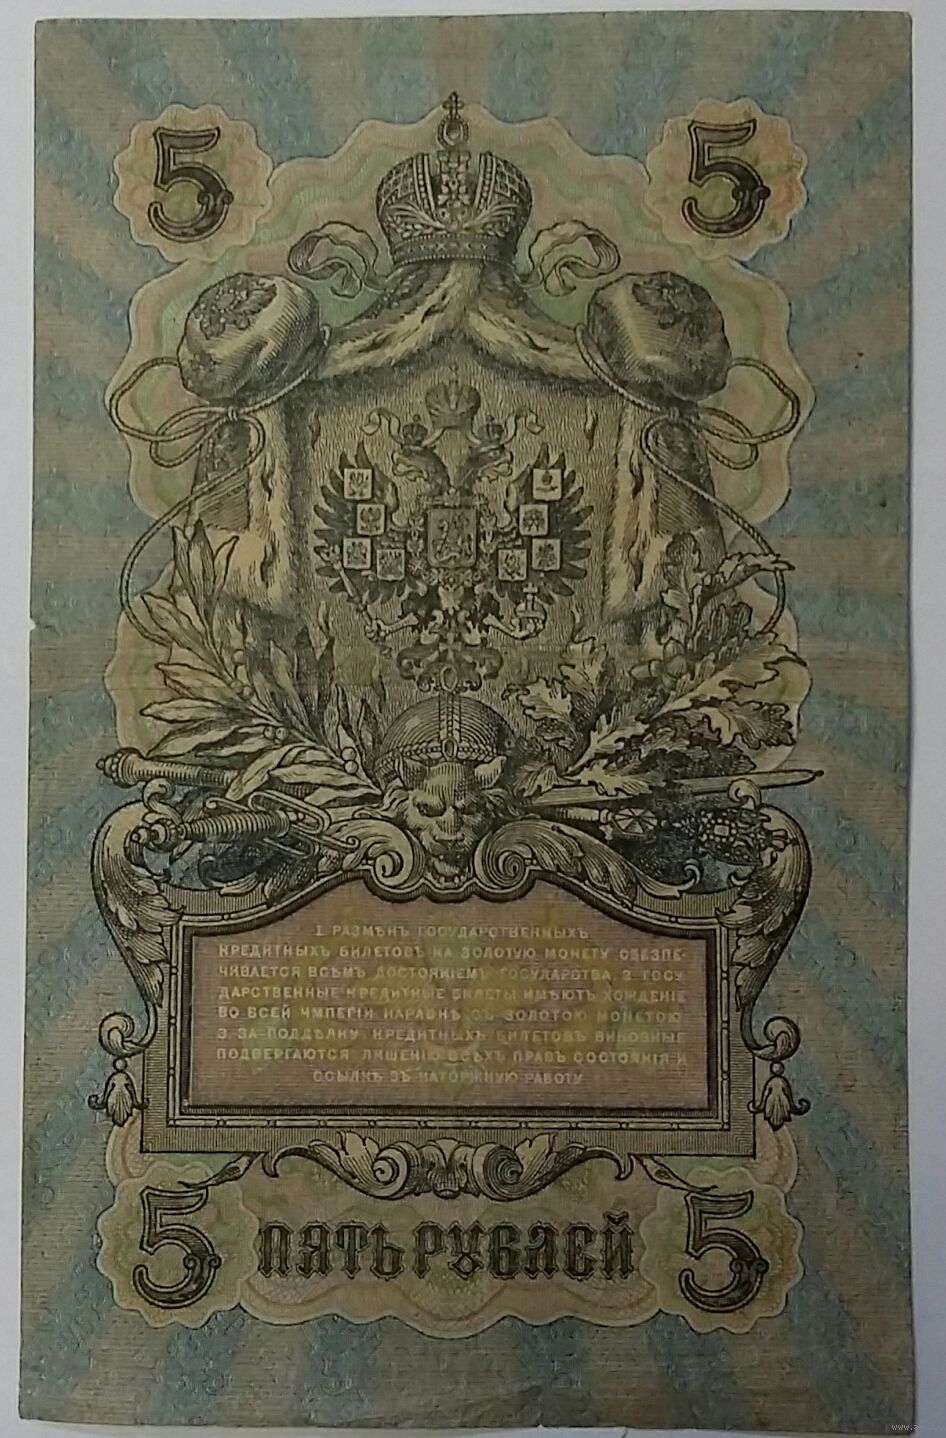 5 5
1. РАЗМѢНЪ ГОСУДАРСТВЕННЫХЪ
КРЕДИТНЫХЪ БИЛЕТОВЪ НА ЗОЛОТУЮ МОНЕТУ ОБЕЗПЕ-
ЧИВАЕТСЯ ВСѢМЪ ДОСТОЯНІЕМЪ ГОСУДАРСТВА. 2. ГОСУ
ДАРСТВЕННЫЕ КРЕДИТНЫЕ БИЛЕТЫ ИМѢЮТЪ ХОЖДЕНІЕ
ВО ВСЕЙ ИМПЕРІИ НАРАВНѢ СЪ ЗОЛОТОЮ МОНЕТОЮ.
3. ЗА ПОДДѢЛКУ КРЕДИТНЫХЪ БИЛЕТОВЪ ВИНОВНЫЕ
ПОДВЕРГАЮТСЯ ЛИШЕНІЮ ВСѢХЪ ПРАВЪ СОСТОЯНІЯ И
ССЫЛКѢ ВЪ КАТОРЖНУЮ РАБОТУ
5 ПЯТЬ РУБЛЕЙ 5